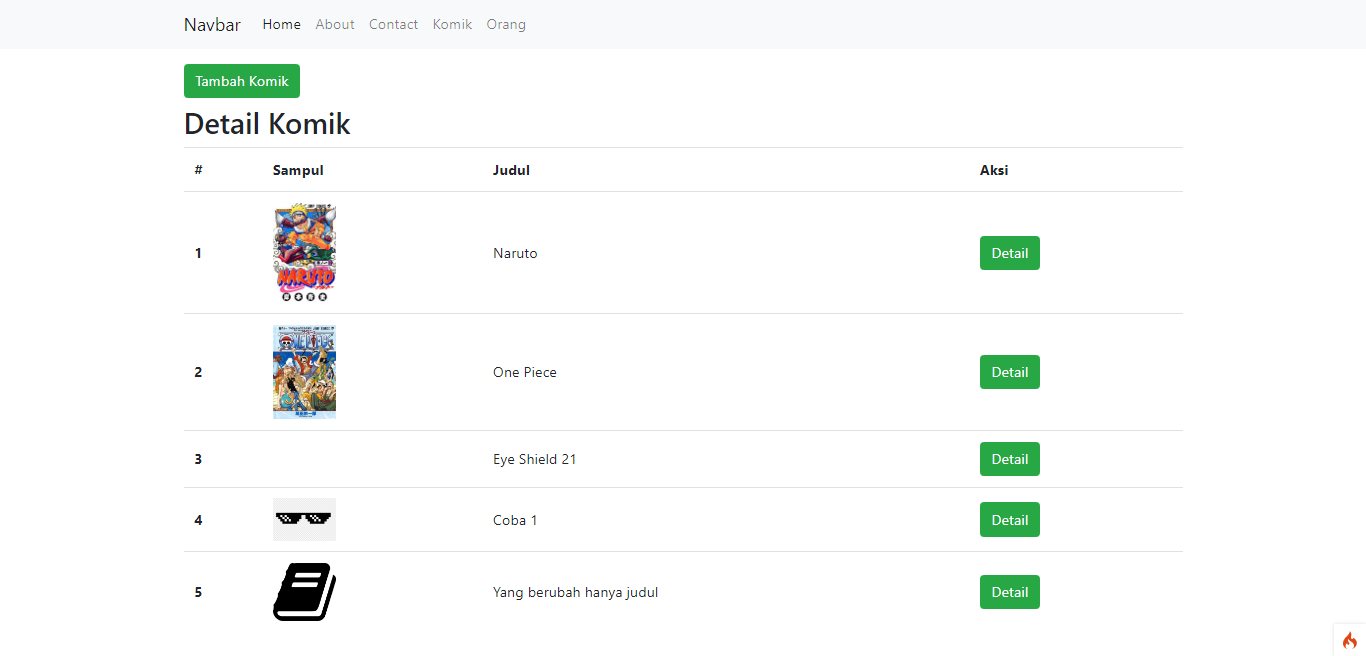 Navbar Home About Contact Komik Orang
Tambah Komik
Detail Komik
# Sampul Judul Aksi
1 Naruto Detail
NARUTO
2 One Piece Detail
ONE PIECE
3 Eye Shield 21 Detail
4 Coba 1 Detail
5 Yang berubah hanya judul Detail